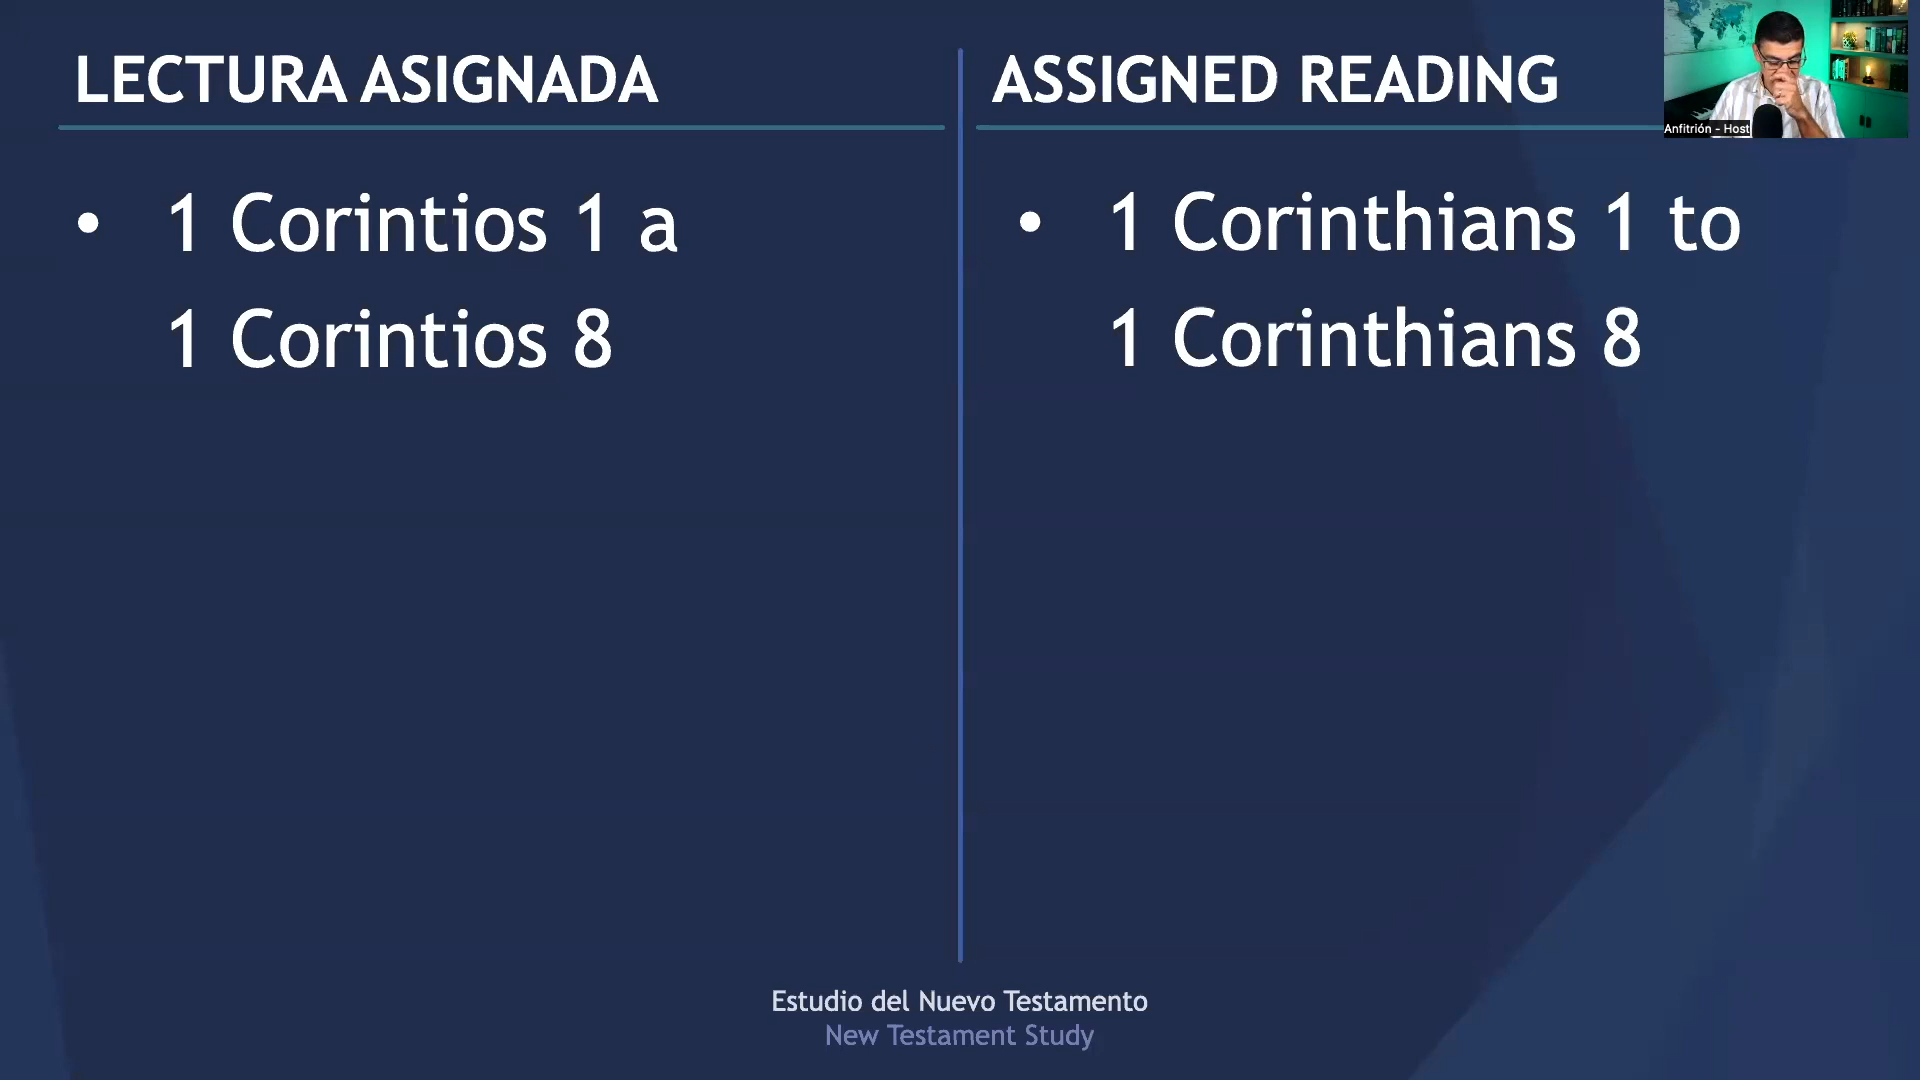 LECTURA ASIGNADA
• 1 Corintios 1 a
1 Corintios 8
ASSIGNED READING
• 1 Corinthians 1 to
1 Corinthians 8
Anfitrión - Host
Estudio del Nuevo Testamento
New Testament Study